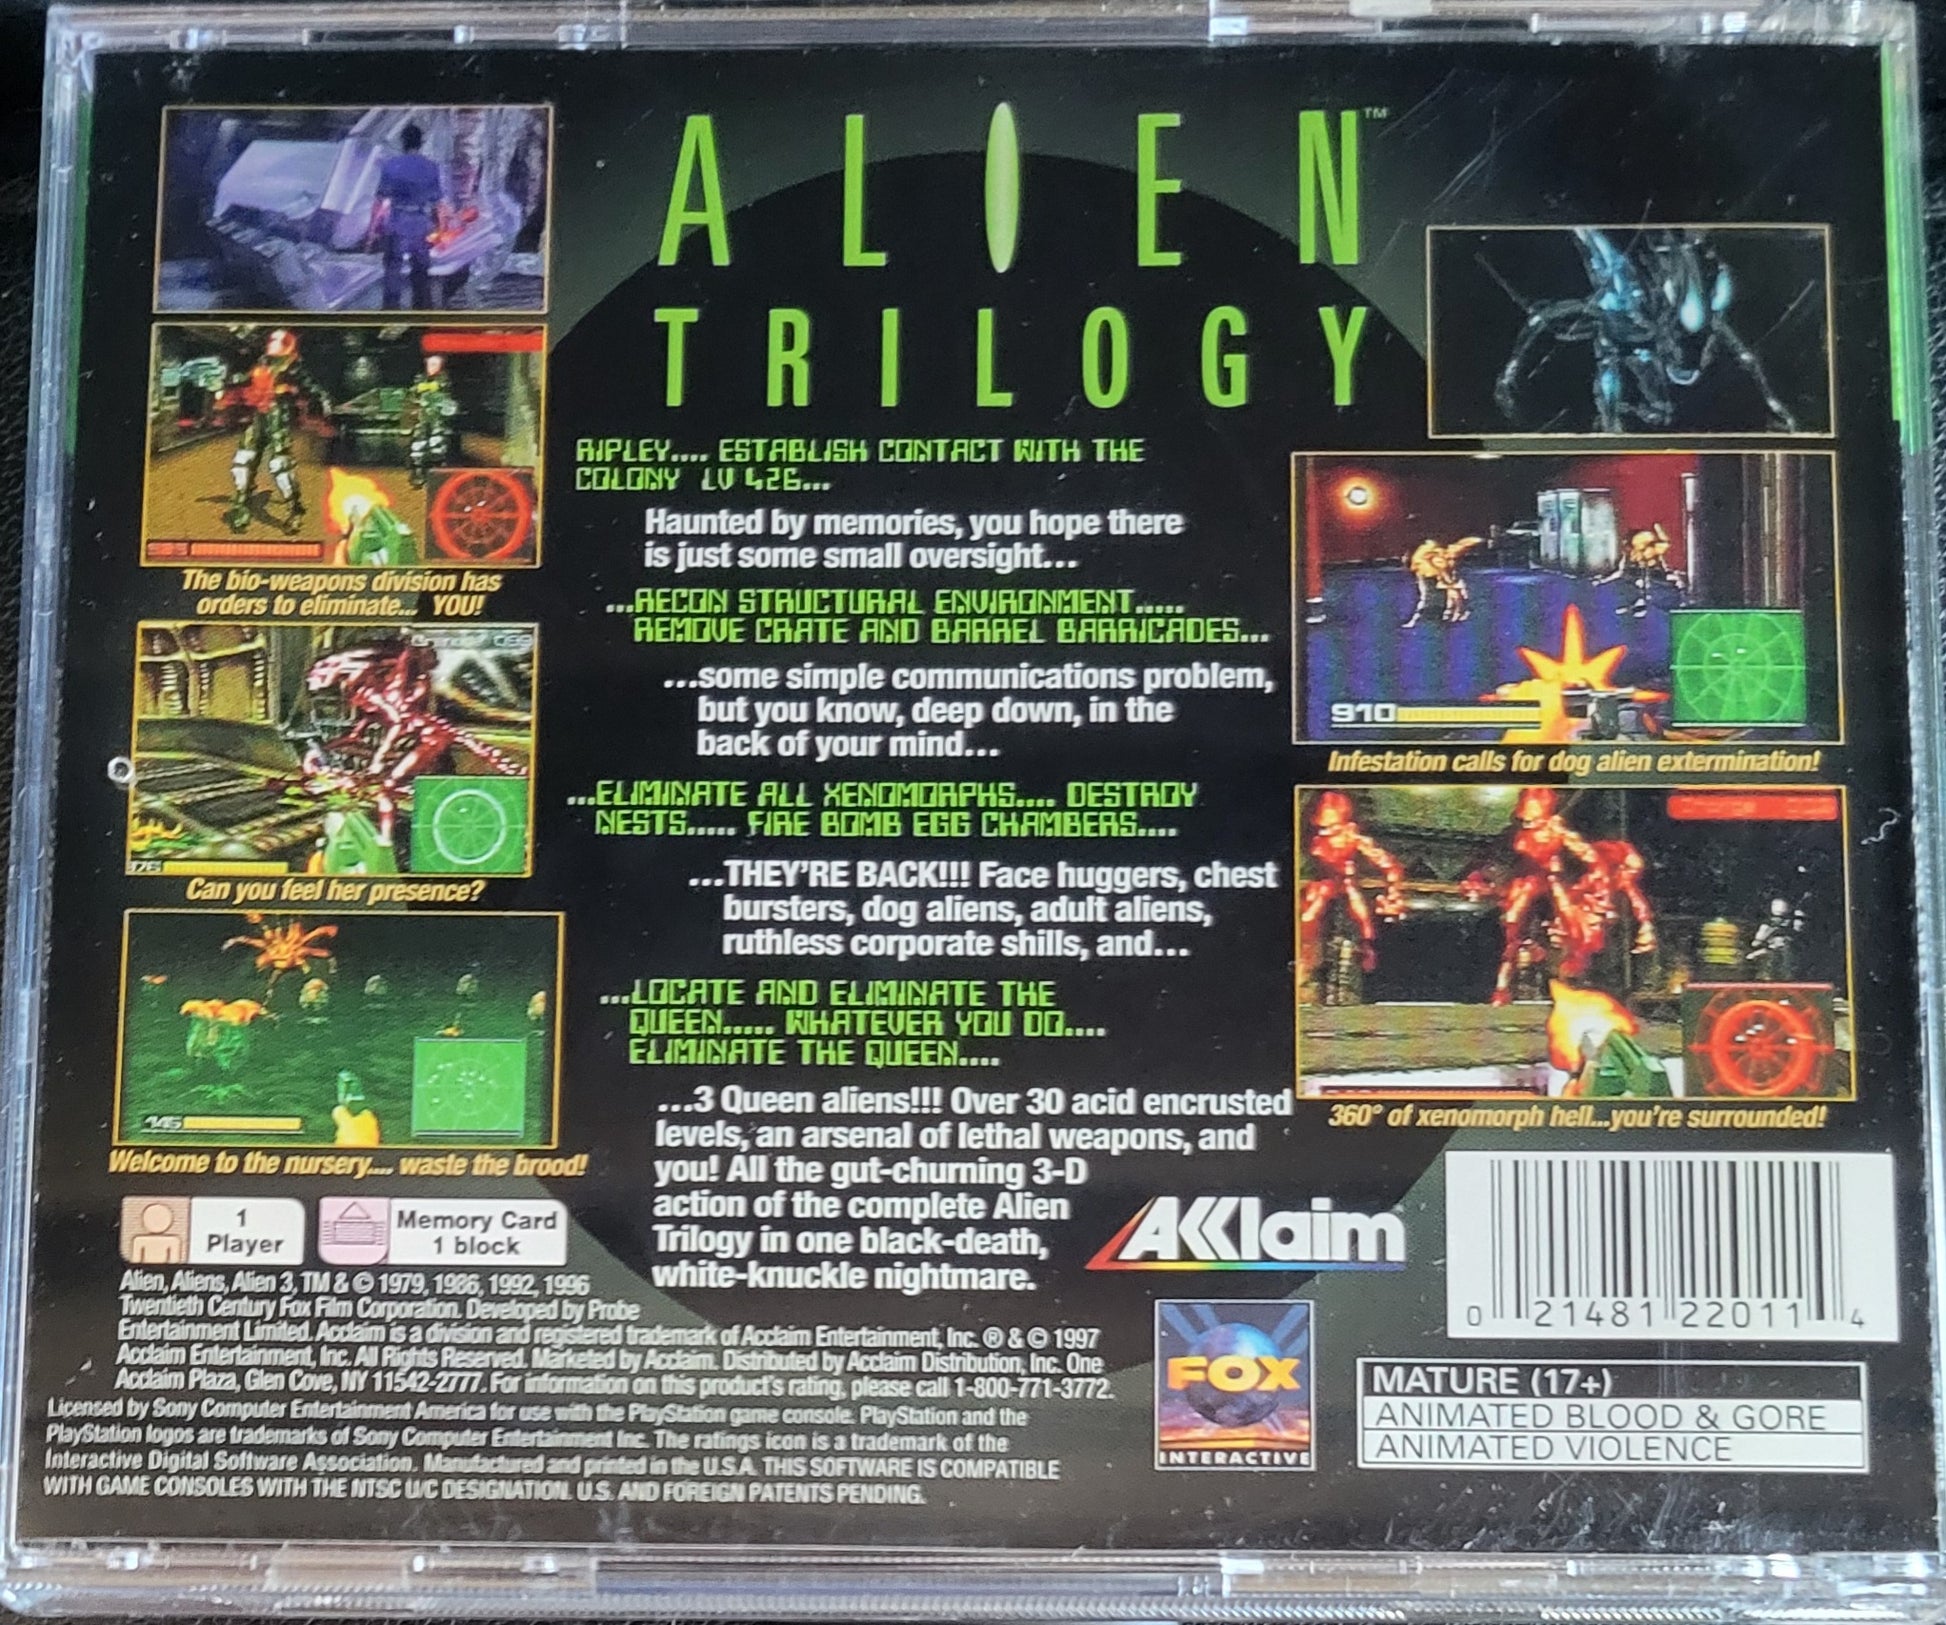 ALIEN™
TRILOGY
RIPLEY.... ESTABLISH CONTACT WITH THE
COLONY LV 426...
Haunted by memories, you hope there
is just some small oversight...
...RECON STRUCTURAL ENVIRONMENT.....
REMOVE CRATE AND BARREL BARRICADES...
...some simple communications problem,
but you know, deep down, in the
back of your mind...
...ELIMINATE ALL XENOMORPHS.... DESTROY
NESTS..... FIRE BOMB EGG CHAMBERS....
...THEY'RE BACK!!! Face huggers, chest
bursters, dog aliens, adult aliens,
ruthless corporate shills, and...
...LOCATE AND ELIMINATE THE
QUEEN..... WHATEVER YOU DO....
ELIMINATE THE QUEEN....
...3 Queen aliens!!! Over 30 acid encrusted
levels, an arsenal of lethal weapons, and
you! All the gut-churning 3-D
action of the complete Alien
Trilogy in one black-death,
white-knuckle nightmare.
The bio-weapons division has
orders to eliminate... YOU!
Can you feel her presence?
145
Welcome to the nursery.... waste the brood!
910
Infestation calls for dog alien extermination!
360° of xenomorph hell...you're surrounded!
1
Player
Memory Card
1 block
Alien, Aliens, Alien 3, TM & © 1979, 1986, 1992, 1996
Twentieth Century Fox Film Corporation. Developed by Probe
Entertainment Limited. Acclaim is a division and registered trademark of Acclaim Entertainment, Inc. ® & © 1997
Acclaim Entertainment, Inc. All Rights Reserved. Marketed by Acclaim. Distributed by Acclaim Distribution, Inc. One
Acclaim Plaza, Glen Cove, NY 11542-2777. For information on this product's rating, please call 1-800-771-3772.
Licensed by Sony Computer Entertainment America for use with the PlayStation game console. PlayStation and the
PlayStation logos are trademarks of Sony Computer Entertainment Inc. The ratings icon is a trademark of the
Interactive Digital Software Association. Manufactured and printed in the U.S.A. THIS SOFTWARE IS COMPATIBLE
WITH GAME CONSOLES WITH THE NTSC U/C DESIGNATION. U.S. AND FOREIGN PATENTS PENDING.
AKKlaim
FOX
INTERACTIVE
0 21481 22011 4
MATURE (17+)
ANIMATED BLOOD & GORE
ANIMATED VIOLENCE